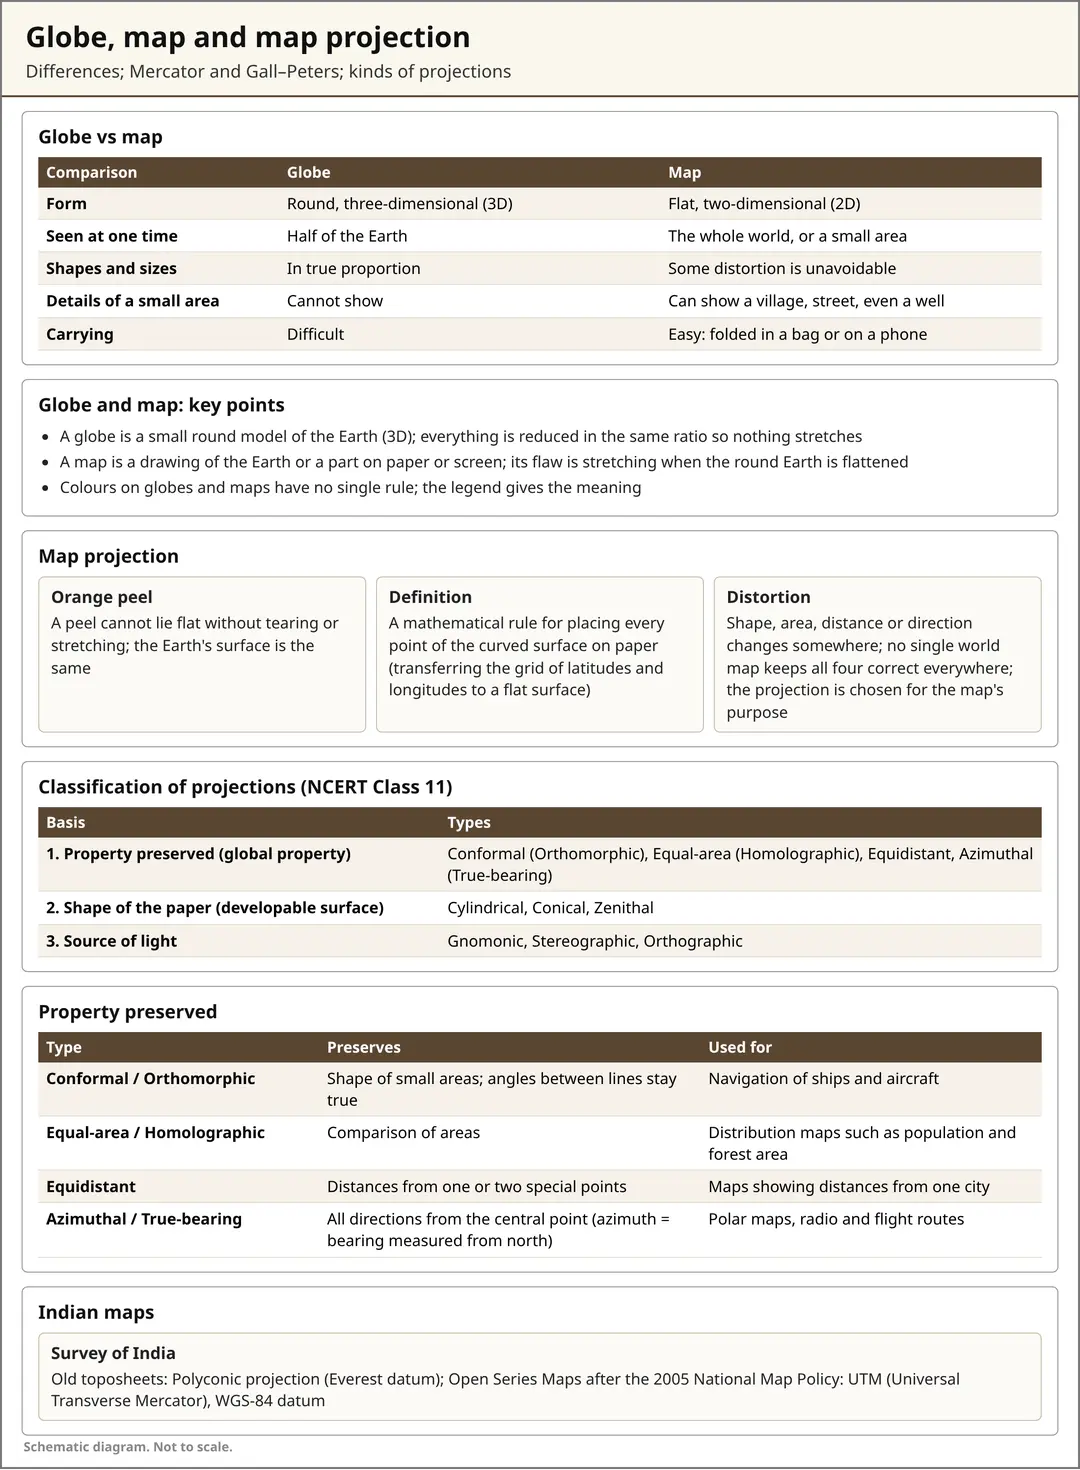 Globe, map and map projection
Differences; Mercator and Gall–Peters; kinds of projections
Globe vs map
Comparison Globe Map
Form Round, three-dimensional (3D) Flat, two-dimensional (2D)
Seen at one time Half of the Earth The whole world, or a small area
Shapes and sizes In true proportion Some distortion is unavoidable
Details of a small area Cannot show Can show a village, street, even a well
Carrying Difficult Easy: folded in a bag or on a phone
Globe and map: key points
• A globe is a small round model of the Earth (3D); everything is reduced in the same ratio so nothing stretches
• A map is a drawing of the Earth or a part on paper or screen; its flaw is stretching when the round Earth is flattened
• Colours on globes and maps have no single rule; the legend gives the meaning
Map projection
Orange peel
A peel cannot lie flat without tearing or
stretching; the Earth's surface is the
same
Definition
A mathematical rule for placing every
point of the curved surface on paper
(transferring the grid of latitudes and
longitudes to a flat surface)
Distortion
Shape, area, distance or direction
changes somewhere; no single world
map keeps all four correct everywhere;
the projection is chosen for the map's
purpose
Classification of projections (NCERT Class 11)
Basis Types
1. Property preserved (global property) Conformal (Orthomorphic), Equal-area (Homolographic), Equidistant, Azimuthal
(True-bearing)
2. Shape of the paper (developable surface) Cylindrical, Conical, Zenithal
3. Source of light Gnomonic, Stereographic, Orthographic
Property preserved
Type Preserves Used for
Conformal / Orthomorphic Shape of small areas; angles between lines stay Navigation of ships and aircraft
true
Equal-area / Homolographic Comparison of areas Distribution maps such as population and
forest area
Equidistant Distances from one or two special points Maps showing distances from one city
Azimuthal / True-bearing All directions from the central point (azimuth = Polar maps, radio and flight routes
bearing measured from north)
Indian maps
Survey of India
Old toposheets: Polyconic projection (Everest datum); Open Series Maps after the 2005 National Map Policy: UTM (Universal
Transverse Mercator), WGS-84 datum
Schematic diagram. Not to scale.